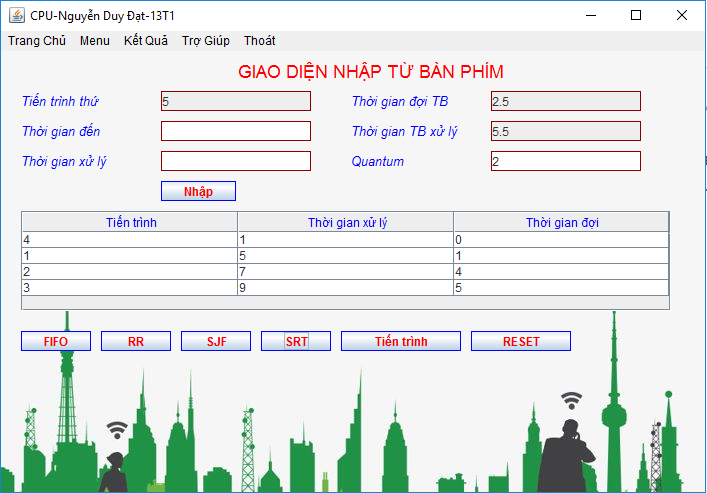 CPU-Nguyễn Duy Đạt-13T1
Trang Chủ Menu Kết Quả Trợ Giúp Thoát
GIAO DIỆN NHẬP TỪ BÀN PHÍM
Tiến trình thứ 5 Thời gian đợi TB 2.5
Thời gian đến Thời gian TB xử lý 5.5
Thời gian xử lý Quantum 2
Nhập
Tiến trình Thời gian xử lý Thời gian đợi
4 1 0
1 5 1
2 7 4
3 9 5
FIFO RR SJF SRT Tiến trình RESET